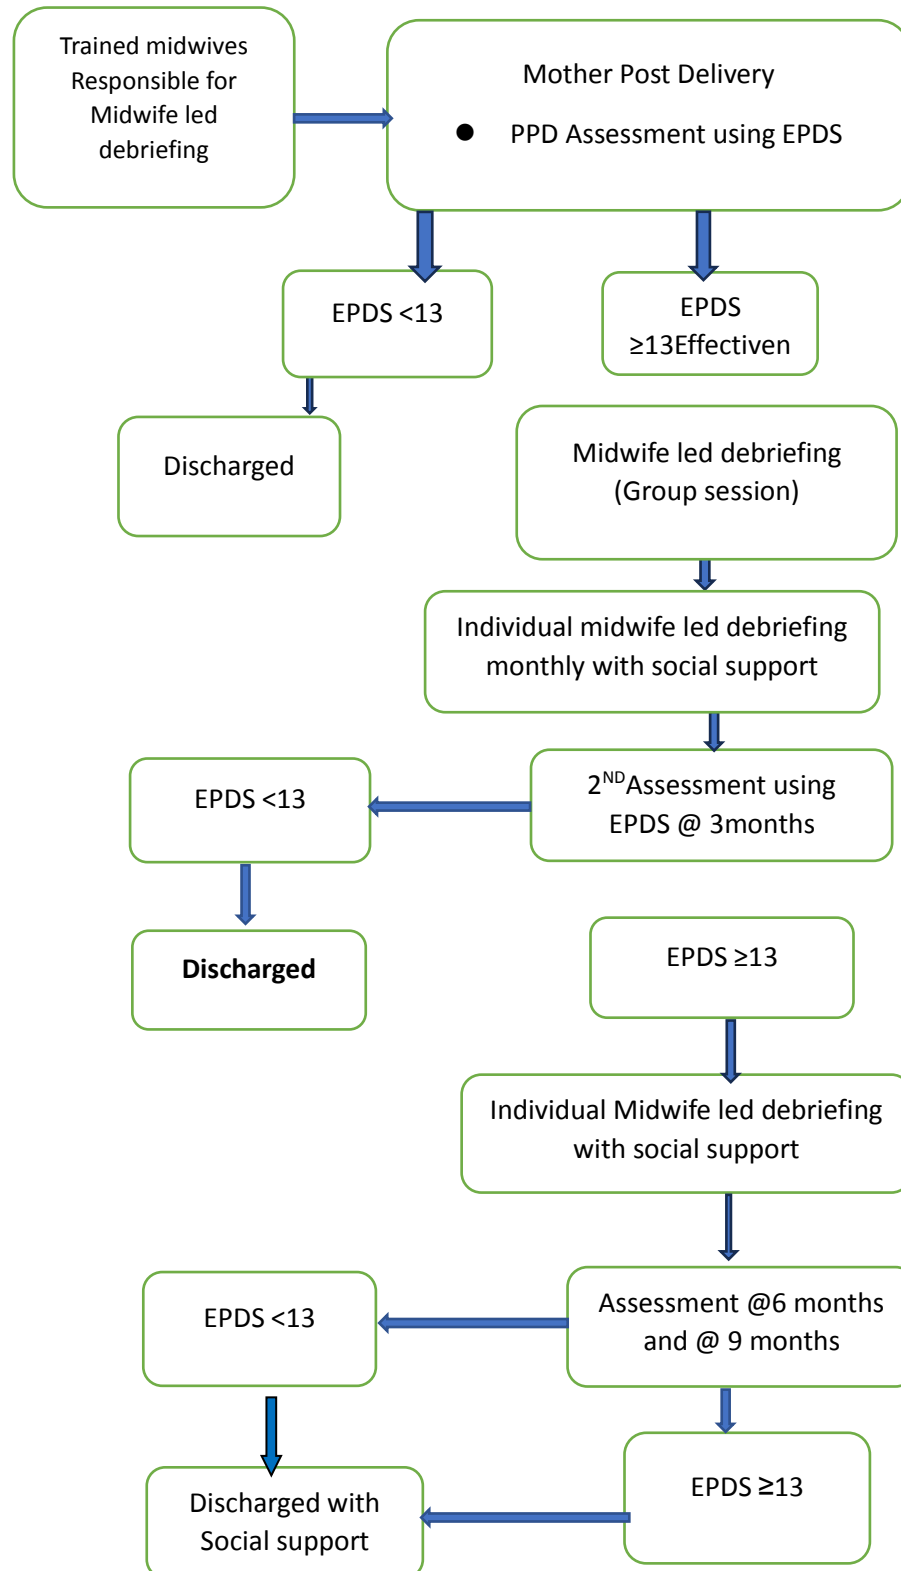 Trained midwives
Responsible for
Midwife led
debriefing
Mother Post Delivery
● PPD Assessment using EPDS
EPDS <13
EPDS
≥13Effectiven
Discharged
Midwife led debriefing
(Group session)
Individual midwife led debriefing
monthly with social support
2ND Assessment using
EPDS @ 3months
EPDS <13
Discharged
EPDS ≥13
Individual Midwife led debriefing
with social support
Assessment @6 months
and @ 9 months
EPDS <13
EPDS ≥13
Discharged with
Social support